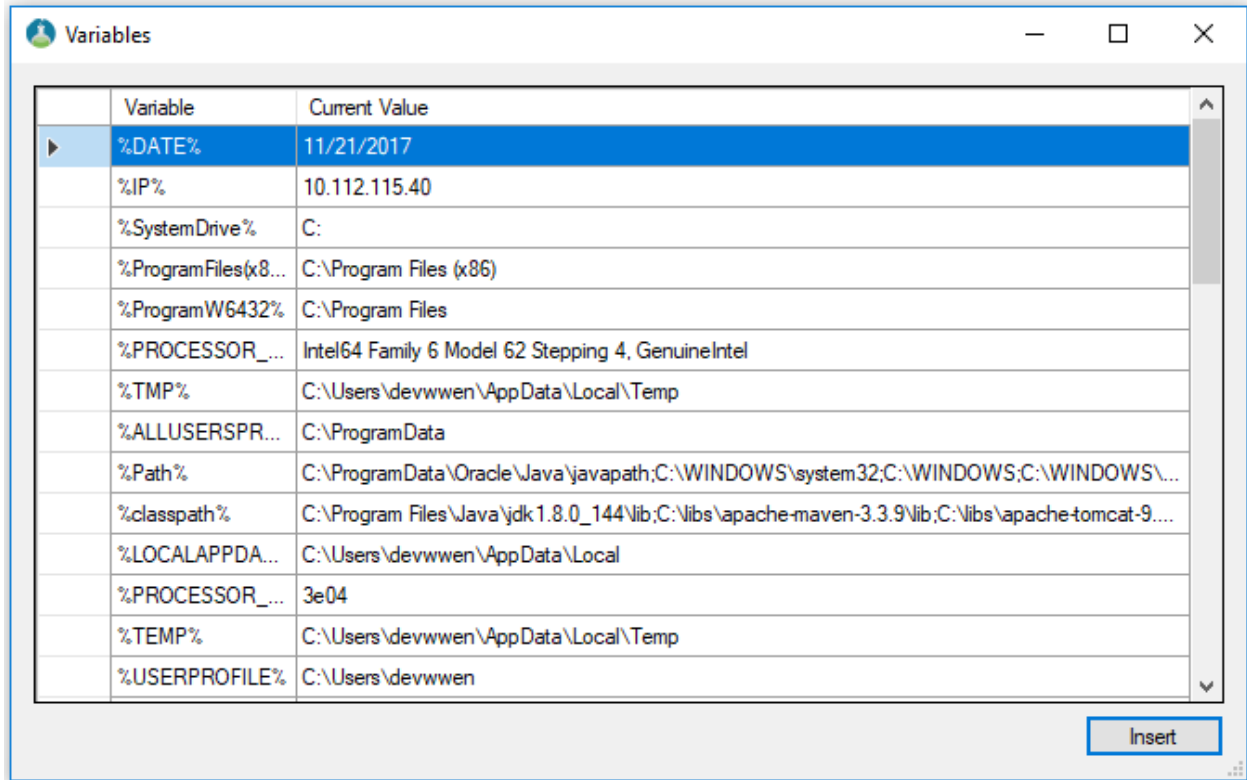 Variables
Variable Current Value
%DATE% 11/21/2017
%IP% 10.112.115.40
%SystemDrive% C:
%ProgramFiles(x8... C:\Program Files (x86)
%ProgramW6432% C:\Program Files
%PROCESSOR_... Intel64 Family 6 Model 62 Stepping 4, GenuineIntel
%TMP% C:\Users\devwwen\AppData\Local\Temp
%ALLUSERSPR... C:\ProgramData
%Path% C:\ProgramData\Oracle\Java\javapath;C:\WINDOWS\system32;C:\WINDOWS;C:\WINDOWS\...
%classpath% C:\Program Files\Java\jdk1.8.0_144\lib;C:\libs\apache-maven-3.3.9\lib;C:\libs\apache-tomcat-9....
%LOCALAPPDA... C:\Users\devwwen\AppData\Local
%PROCESSOR_... 3e04
%TEMP% C:\Users\devwwen\AppData\Local\Temp
%USERPROFILE% C:\Users\devwwen
Insert